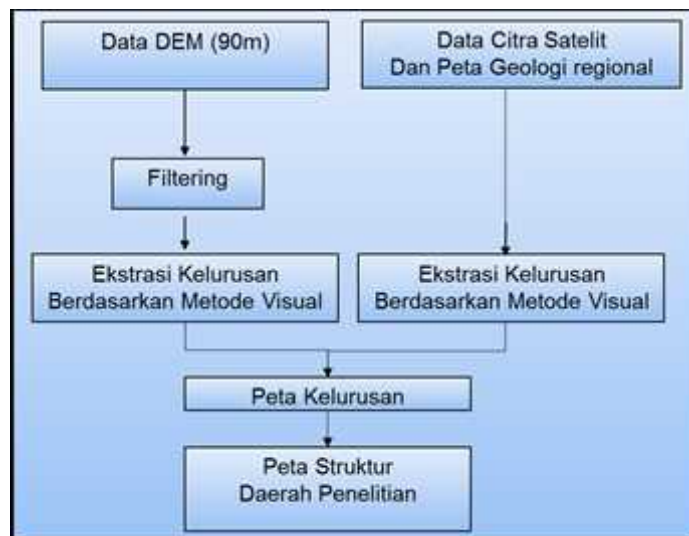 Data DEM (90m)
Data Citra Satelit
Dan Peta Geologi regional
Filtering
Ekstrasi Kelurusan
Berdasarkan Metode Visual
Ekstrasi Kelurusan
Berdasarkan Metode Visual
Peta Kelurusan
Peta Struktur
Daerah Penelitian